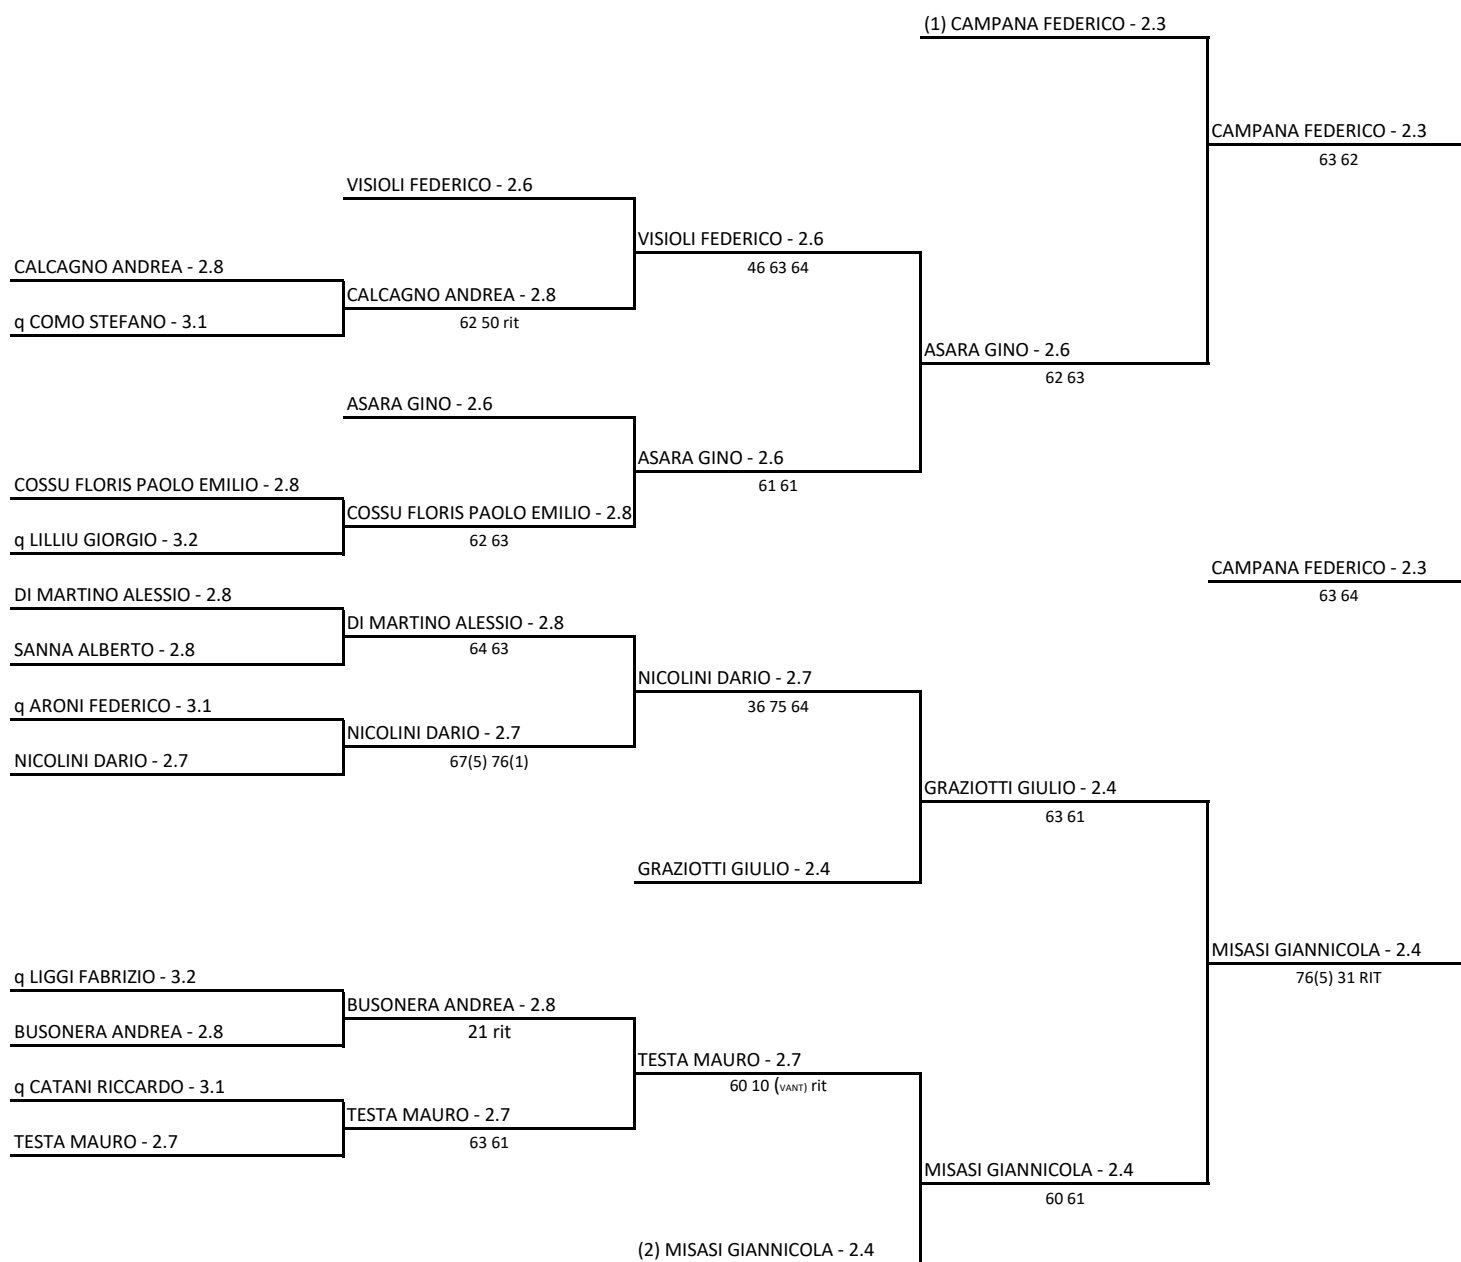 (1) CAMPANA FEDERICO - 2.3
CAMPANA FEDERICO - 2.3
63 62
VISIOLI FEDERICO - 2.6
VISIOLI FEDERICO - 2.6
46 63 64
CALCAGNO ANDREA - 2.8
CALCAGNO ANDREA - 2.8
62 50 rit
q COMO STEFANO - 3.1
ASARA GINO - 2.6
62 63
ASARA GINO - 2.6
ASARA GINO - 2.6
61 61
COSSU FLORIS PAOLO EMILIO - 2.8
COSSU FLORIS PAOLO EMILIO - 2.8
62 63
q LILLIU GIORGIO - 3.2
CAMPANA FEDERICO - 2.3
63 64
DI MARTINO ALESSIO - 2.8
DI MARTINO ALESSIO - 2.8
64 63
SANNA ALBERTO - 2.8
NICOLINI DARIO - 2.7
36 75 64
q ARONI FEDERICO - 3.1
NICOLINI DARIO - 2.7
67(5) 76(1)
NICOLINI DARIO - 2.7
GRAZIOTTI GIULIO - 2.4
63 61
GRAZIOTTI GIULIO - 2.4
MISASI GIANNICOLA - 2.4
76(5) 31 RIT
q LIGGI FABRIZIO - 3.2
BUSONERA ANDREA - 2.8
21 rit
BUSONERA ANDREA - 2.8
TESTA MAURO - 2.7
60 10 (VANT) rit
q CATANI RICCARDO - 3.1
TESTA MAURO - 2.7
63 61
TESTA MAURO - 2.7
MISASI GIANNICOLA - 2.4
60 61
(2) MISASI GIANNICOLA - 2.4